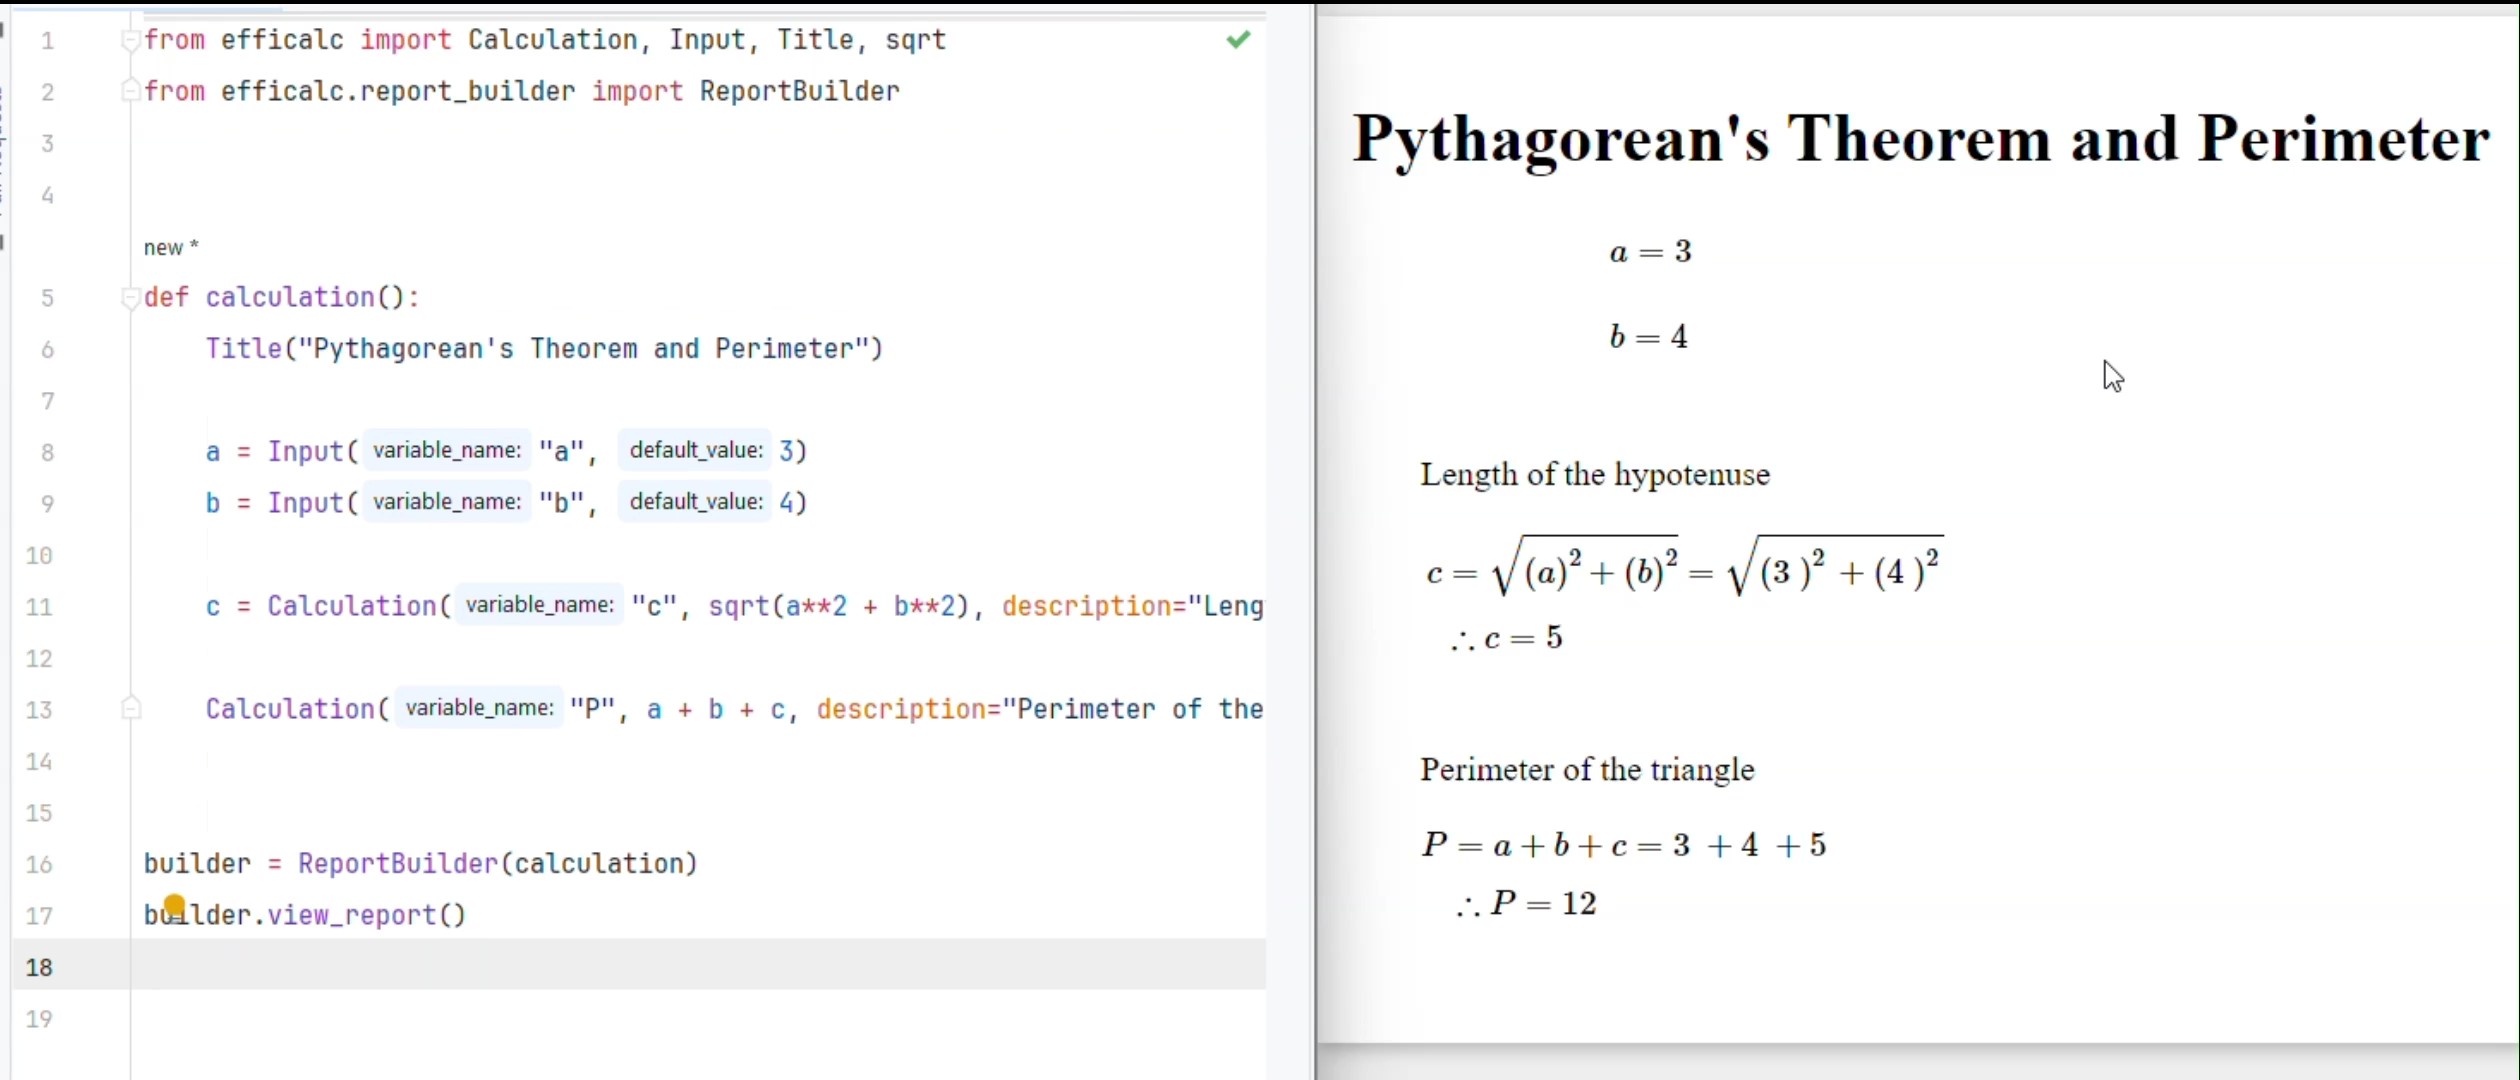 1 from efficalc import Calculation, Input, Title, sqrt
2 from efficalc.report_builder import ReportBuilder
3
4
new *
5 def calculation():
6 Title("Pythagorean's Theorem and Perimeter")
7
8 a = Input( variable_name: "a", default_value: 3)
9 b = Input( variable_name: "b", default_value: 4)
10
11 c = Calculation( variable_name: "c", sqrt(a**2 + b**2), description="Leng
12
13 Calculation( variable_name: "P", a + b + c, description="Perimeter of the
14
15
16 builder = ReportBuilder(calculation)
17 builder.view_report()
18
19
Pythagorean's Theorem and Perimeter
a = 3
b = 4
Length of the hypotenuse
c = √((a)² + (b)²) = √((3 )² + (4 )²)
∴ c = 5
Perimeter of the triangle
P = a + b + c = 3 + 4 + 5
∴ P = 12